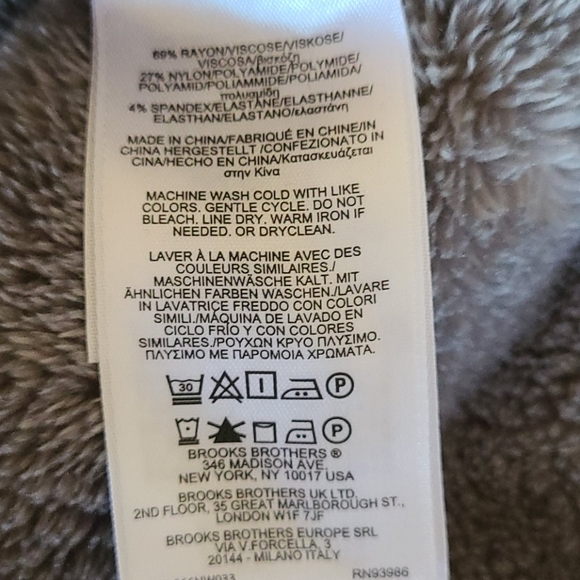 69% RAYON/VISCOSE/VISKOSE/
VISCOSA/βισκόζη
27% NYLON/POLYAMIDE/POLYMIDE/
POLYAMID/POLIAMMIDE/POLIAMIDA/
πολυαμίδη
4% SPANDEX/ELASTANE/ELASTHANNE/
ELASTHAN/ELASTANO/ελαστάνη
MADE IN CHINA/FABRIQUÉ EN CHINE/IN
CHINA HERGESTELLT /CONFEZIONATO IN
CINA/HECHO EN CHINA/Κατασκευάζεται
στην Κίνα
MACHINE WASH COLD WITH LIKE
COLORS. GENTLE CYCLE. DO NOT
BLEACH. LINE DRY. WARM IRON IF
NEEDED. OR DRYCLEAN.
LAVER À LA MACHINE AVEC DES
COULEURS SIMILAIRES./
MASCHINENWÄSCHE KALT. MIT
ÄHNLICHEN FARBEN WASCHEN./LAVARE
IN LAVATRICE FREDDO CON COLORI
SIMILI./MÁQUINA DE LAVADO EN
CICLO FRÍO Y CON COLORES
SIMILARES./ΡΟΥΧΩΝ ΚΡΥΟ ΠΛΥΣΙΜΟ.
ΠΛΥΣΙΜΟ ΜΕ ΠΑΡΟΜΟΙΑ ΧΡΩΜΑΤΑ.
30 P
P
BROOKS BROTHERS ®
346 MADISON AVE.
NEW YORK, NY 10017 USA
BROOKS BROTHERS UK LTD.
2ND FLOOR, 35 GREAT MARLBOROUGH ST.,
LONDON W1F 7JF
BROOKS BROTHERS EUROPE SRL
VIA V.FORCELLA, 3
20144 - MILANO ITALY
RN93986